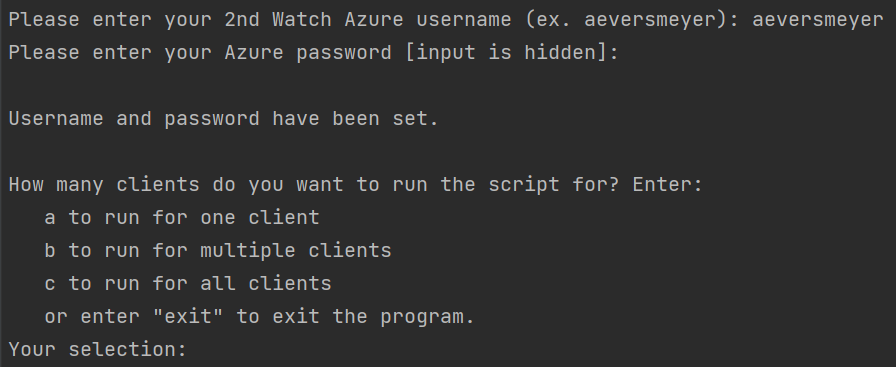 Please enter your 2nd Watch Azure username (ex. aeversmeyer): aeversmeyer
Please enter your Azure password [input is hidden]:
Username and password have been set.
How many clients do you want to run the script for? Enter:
a to run for one client
b to run for multiple clients
c to run for all clients
or enter "exit" to exit the program.
Your selection: